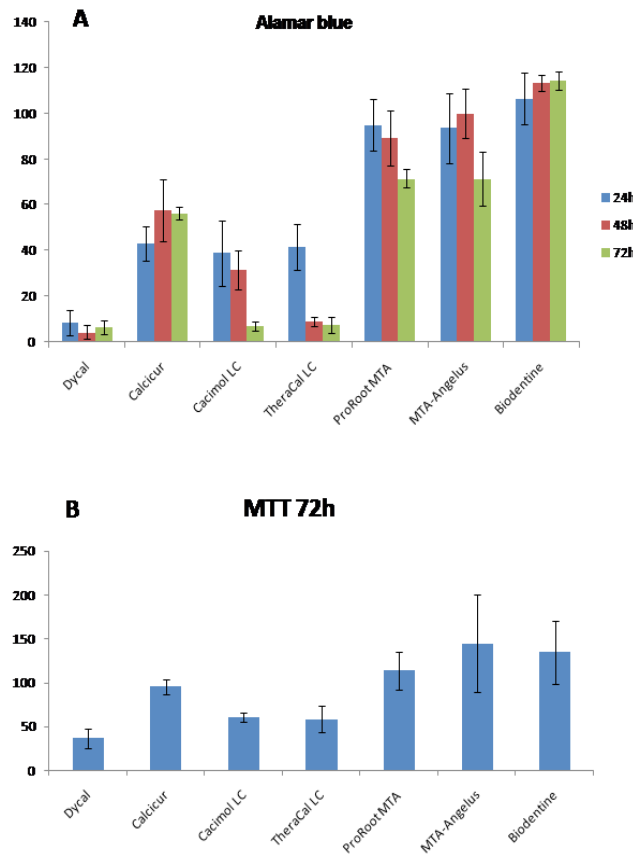 A
Alamar blue
140
120
100
80
60
40
20
0
24h
48h
72h
Dycal
Calcicur
Cacimol LC
TheraCal LC
ProRoot MTA
MTA-Angelus
Biodentine
B
MTT 72h
250
200
150
100
50
0
Dycal
Calcicur
Cacimol LC
TheraCal LC
ProRoot MTA
MTA-Angelus
Biodentine